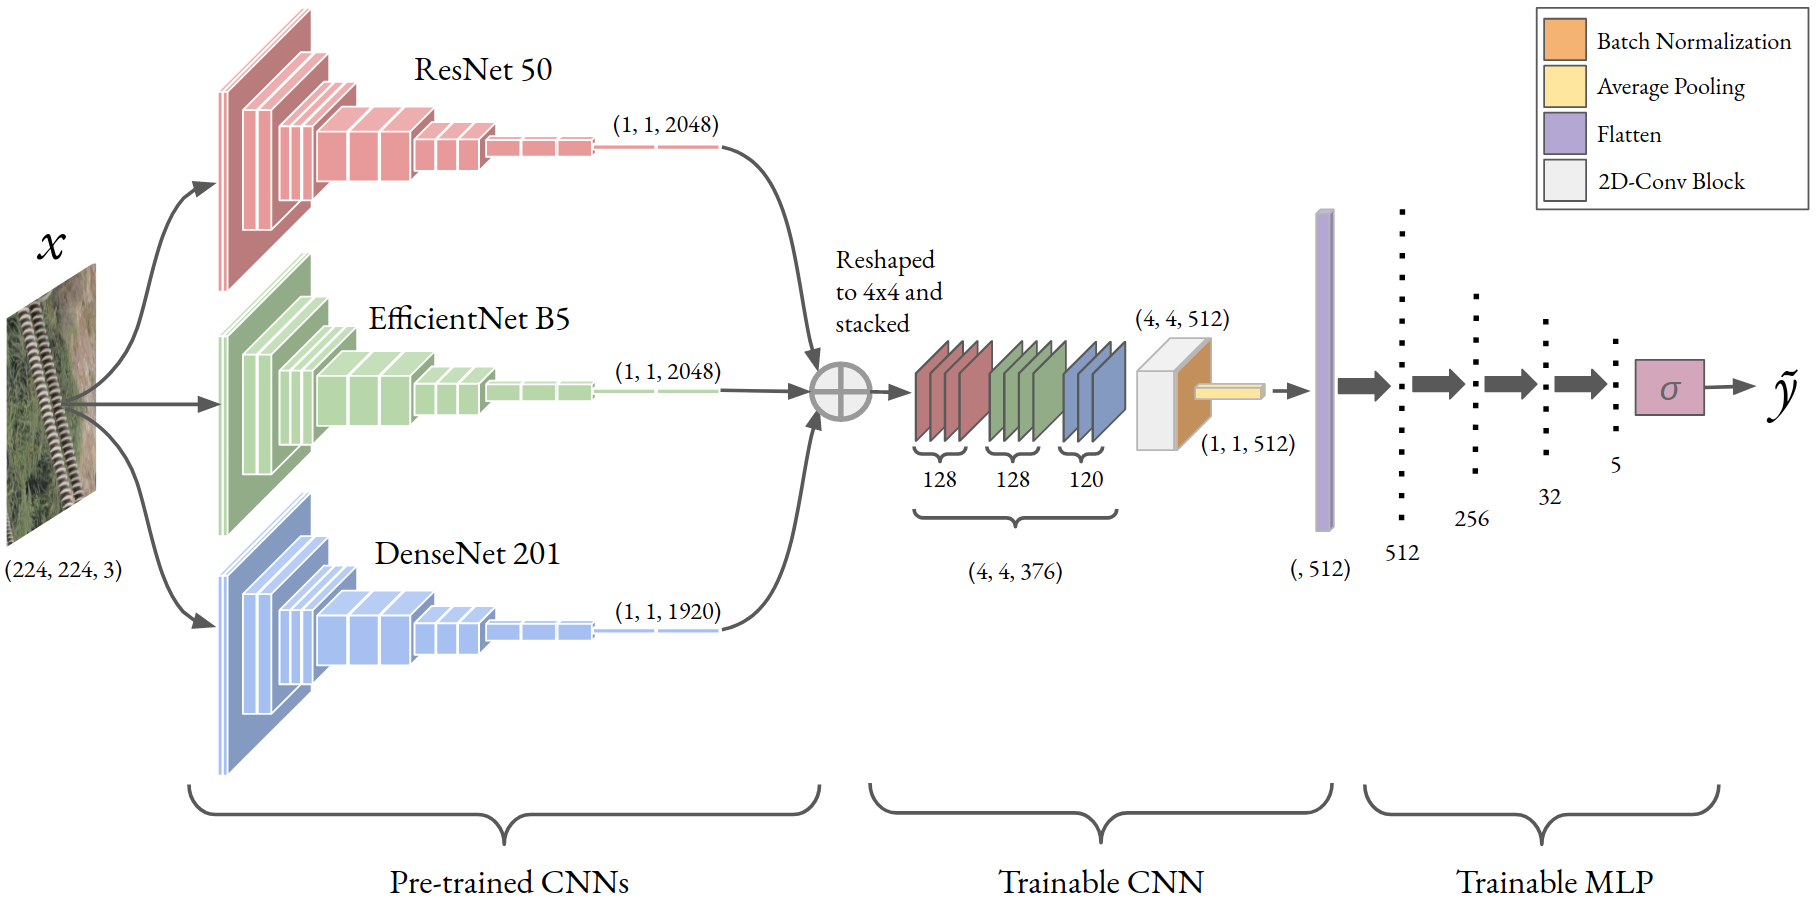 Batch Normalization
Average Pooling
Flatten
2D-Conv Block
x
(224, 224, 3)
ResNet 50
(1, 1, 2048)
EfficientNet B5
(1, 1, 2048)
DenseNet 201
(1, 1, 1920)
Reshaped
to 4x4 and
stacked
128
128
120
(4, 4, 376)
(4, 4, 512)
(1, 1, 512)
(, 512)
512
256
32
5
σ
ỹ
Pre-trained CNNs
Trainable CNN
Trainable MLP